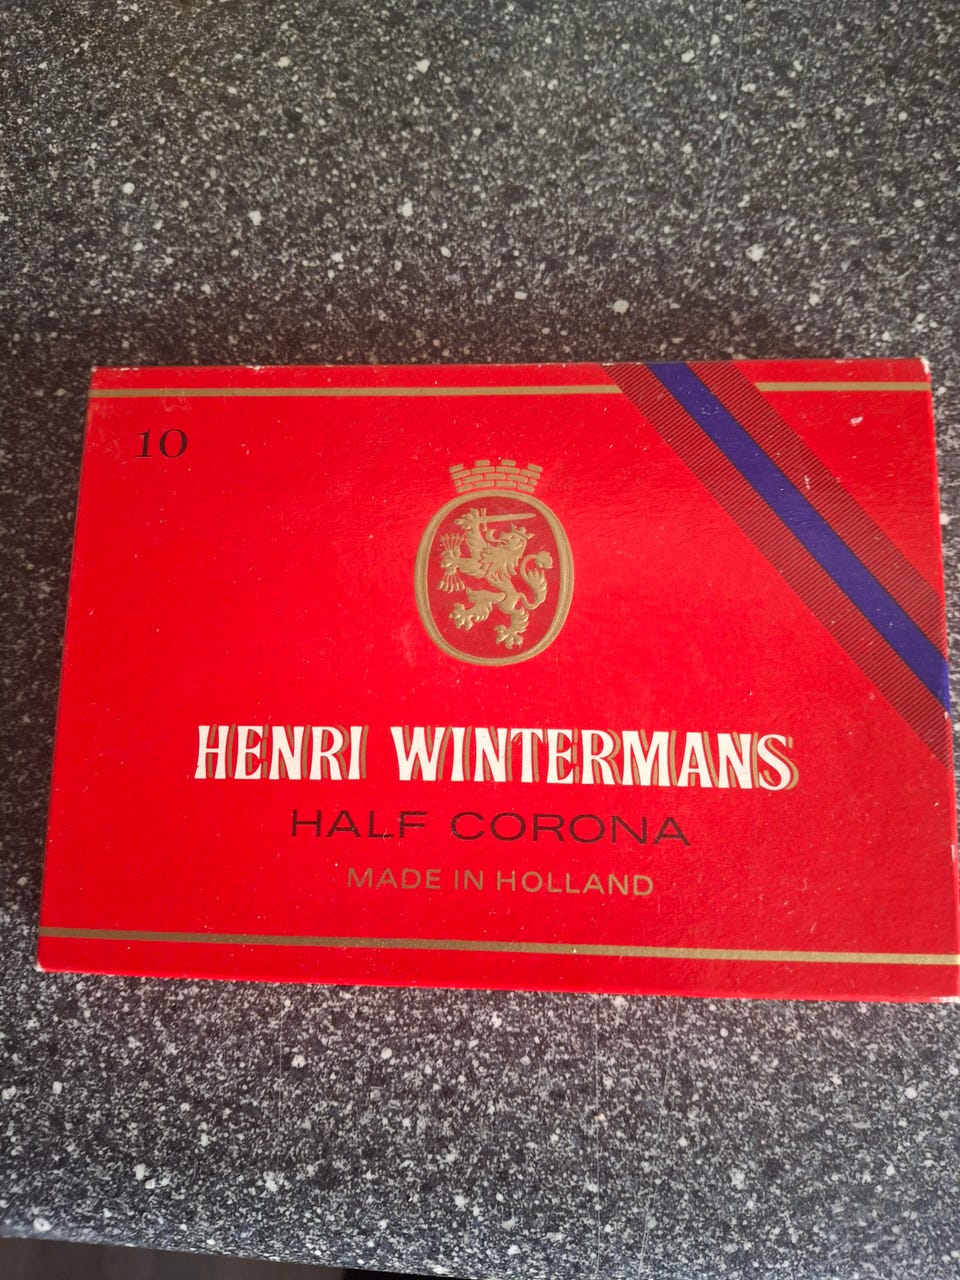 10
HENRI WINTERMANS
HALF CORONA
MADE IN HOLLAND